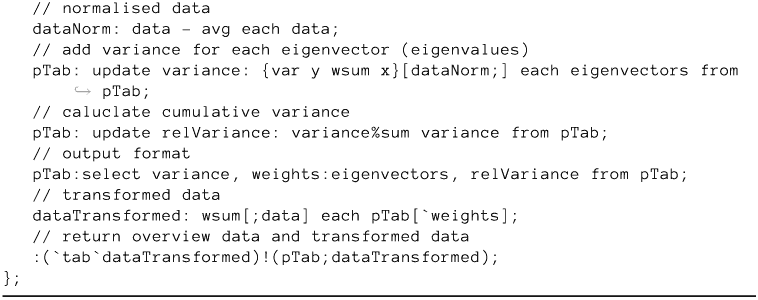 // normalised data
dataNorm: data - avg each data;
// add variance for each eigenvector (eigenvalues)
pTab: update variance: {var y wsum x}[dataNorm;] each eigenvectors from
↪ pTab;
// caluclate cumulative variance
pTab: update relVariance: variance%sum variance from pTab;
// output format
pTab:select variance, weights:eigenvectors, relVariance from pTab;
// transformed data
dataTransformed: wsum[;data] each pTab[`weights];
// return overview data and transformed data
:(`tab`dataTransformed)!(pTab;dataTransformed);
};